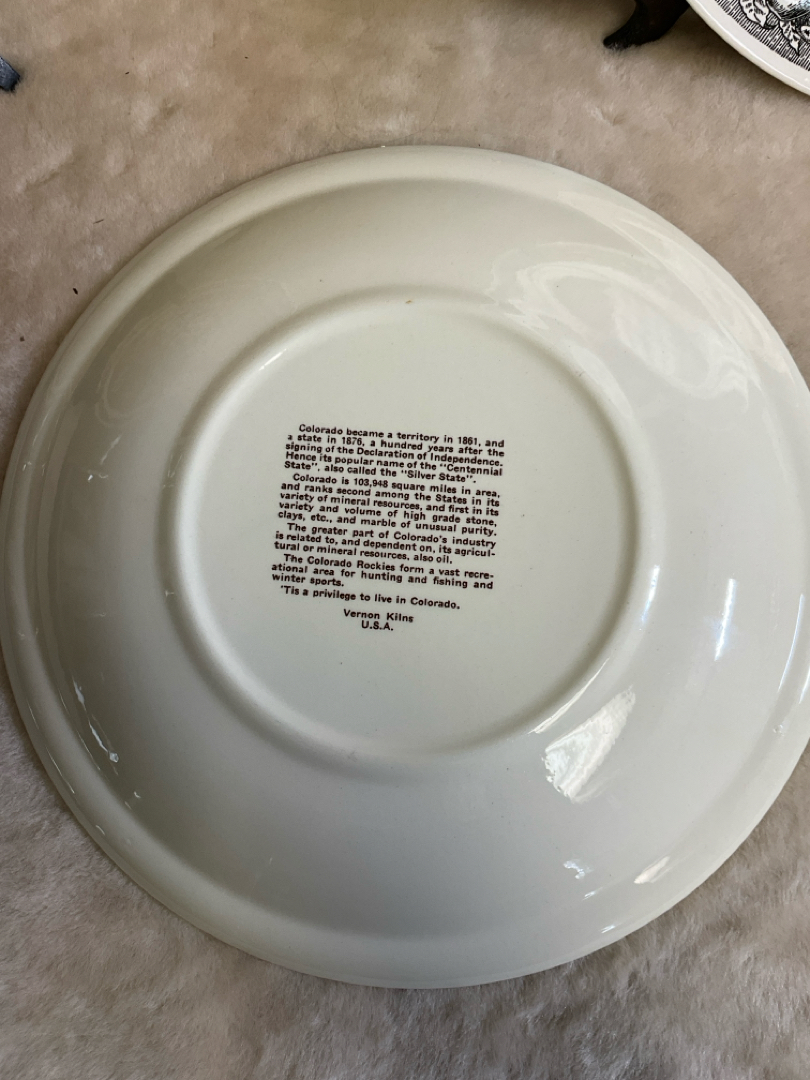 Colorado became a territory in 1861, and
a state in 1876, a hundred years after the
signing of the Declaration of Independence.
Hence its popular name of the "Centennial
State", also called the "Silver State".
Colorado is 103,948 square miles in area,
and ranks second among the States in its
variety of mineral resources, and first in its
variety and volume of high grade stone,
clays, etc., and marble of unusual purity.
The greater part of Colorado's industry
is related to, and dependent on, its agricul-
tural or mineral resources, also oil.
The Colorado Rockies form a vast recre-
ational area for hunting and fishing and
winter sports.
'Tis a privilege to live in Colorado.
Vernon Kilns
U.S.A.